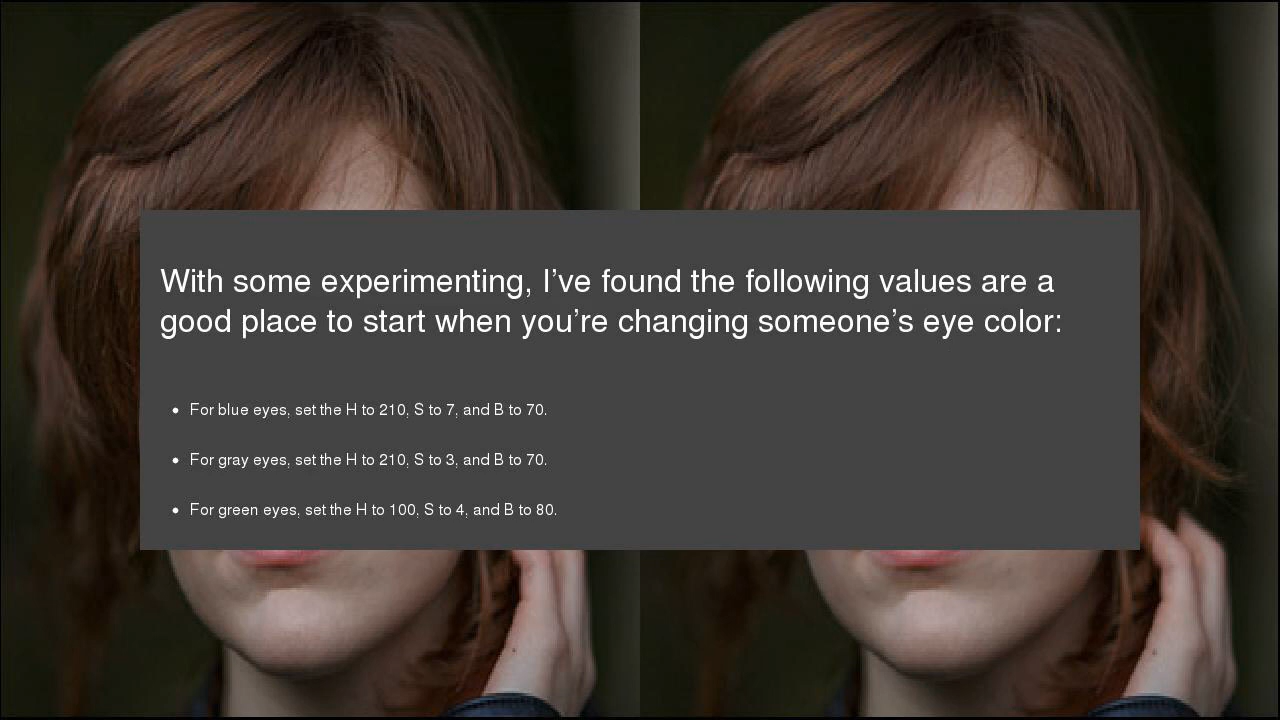 With some experimenting, I’ve found the following values are a
good place to start when you’re changing someone’s eye color:
• For blue eyes, set the H to 210, S to 7, and B to 70.
• For gray eyes, set the H to 210, S to 3, and B to 70.
• For green eyes, set the H to 100, S to 4, and B to 80.